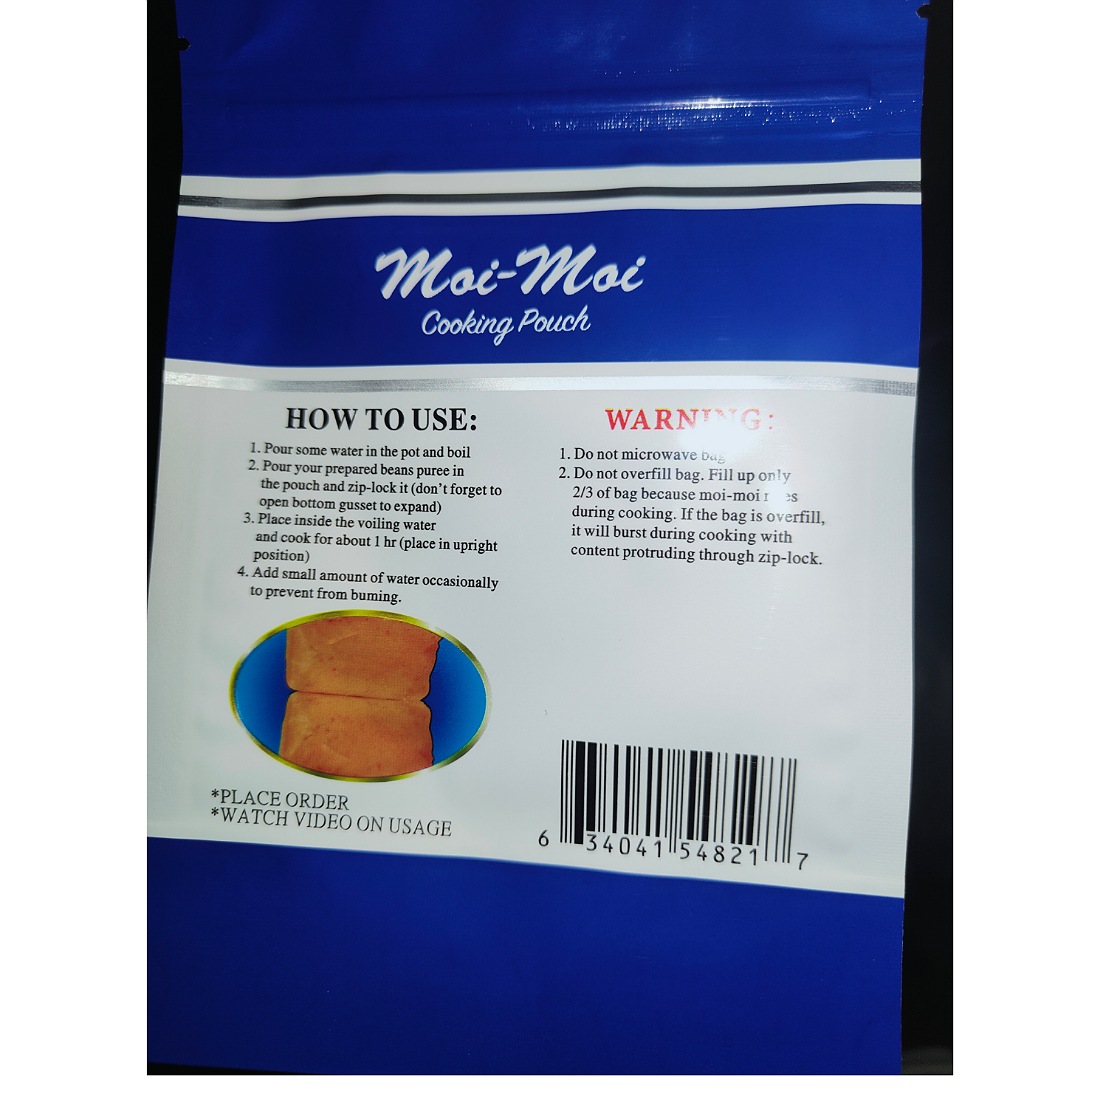 Moi-Moi
Cooking Pouch
HOW TO USE:
1. Pour some water in the pot and boil
2. Pour your prepared beans puree in
the pouch and zip-lock it (don't forget to
open bottom gusset to expand)
3. Place inside the voiling water
and cook for about 1 hr (place in upright
position)
4. Add small amount of water occasionally
to prevent from buming.
*PLACE ORDER
*WATCH VIDEO ON USAGE
WARNING:
1. Do not microwave bag
2. Do not overfill bag. Fill up only
2/3 of bag because moi-moi
during cooking. If the bag is overfill,
it will burst during cooking with
content protruding through zip-lock.
6 34041 54821 7